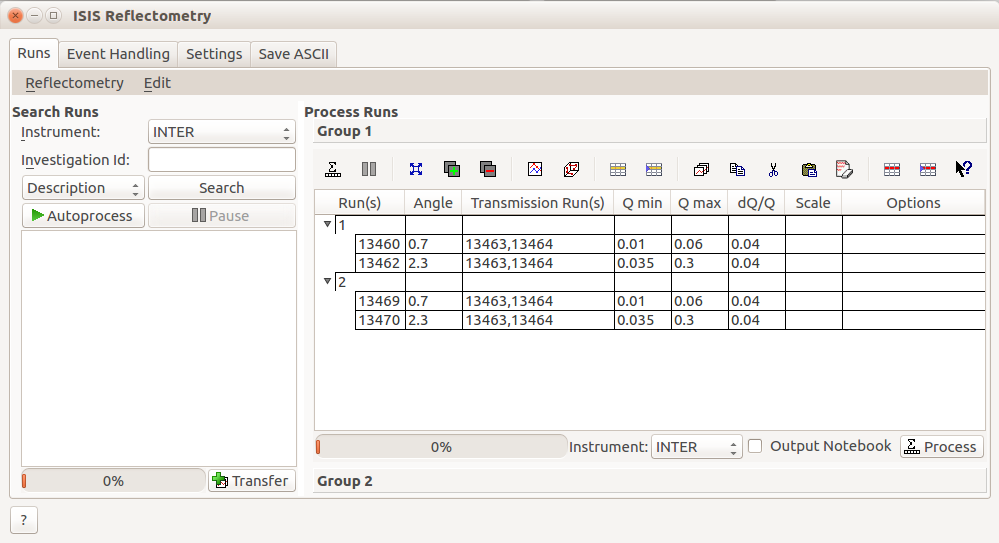 ISIS Reflectometry
Runs Event Handling Settings Save ASCII
Reflectometry Edit
Search Runs
Instrument: INTER
Investigation Id:
Description Search
Autoprocess Pause
0% Transfer
Process Runs
Group 1
Run(s) Angle Transmission Run(s) Q min Q max dQ/Q Scale Options
1
13460 0.7 13463,13464 0.01 0.06 0.04
13462 2.3 13463,13464 0.035 0.3 0.04
2
13469 0.7 13463,13464 0.01 0.06 0.04
13470 2.3 13463,13464 0.035 0.3 0.04
0% Instrument: INTER Output Notebook Process
Group 2
?